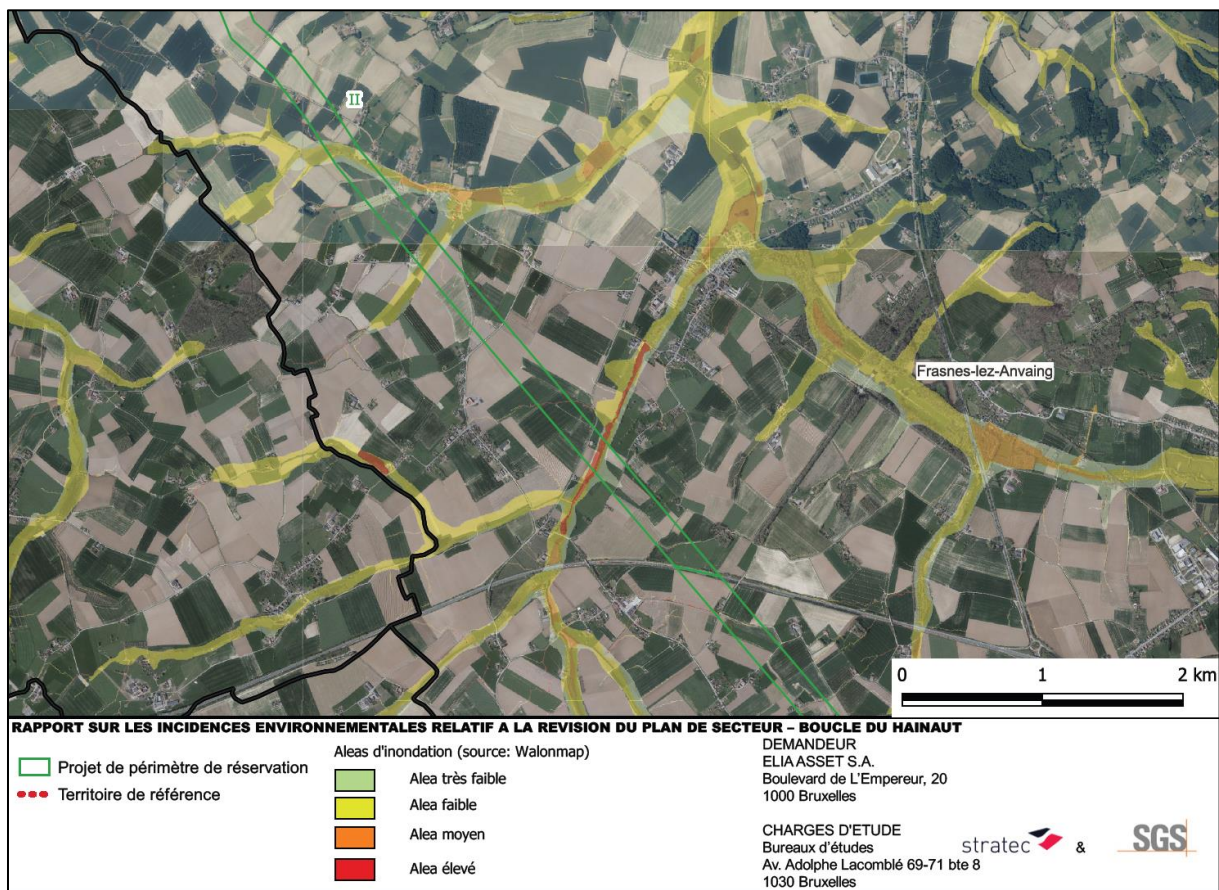 II
Frasnes-lez-Anvaing
0 1 2 km
RAPPORT SUR LES INCIDENCES ENVIRONNEMENTALES RELATIF A LA REVISION DU PLAN DE SECTEUR – BOUCLE DU HAINAUT
Projet de périmètre de réservation
Territoire de référence
Aleas d'inondation (source: Walonmap)
Alea très faible
Alea faible
Alea moyen
Alea élevé
DEMANDEUR
ELIA ASSET S.A.
Boulevard de L'Empereur, 20
1000 Bruxelles
CHARGES D'ETUDE
Bureaux d'études
Av. Adolphe Lacomblé 69-71 bte 8
1030 Bruxelles
stratec & SGS